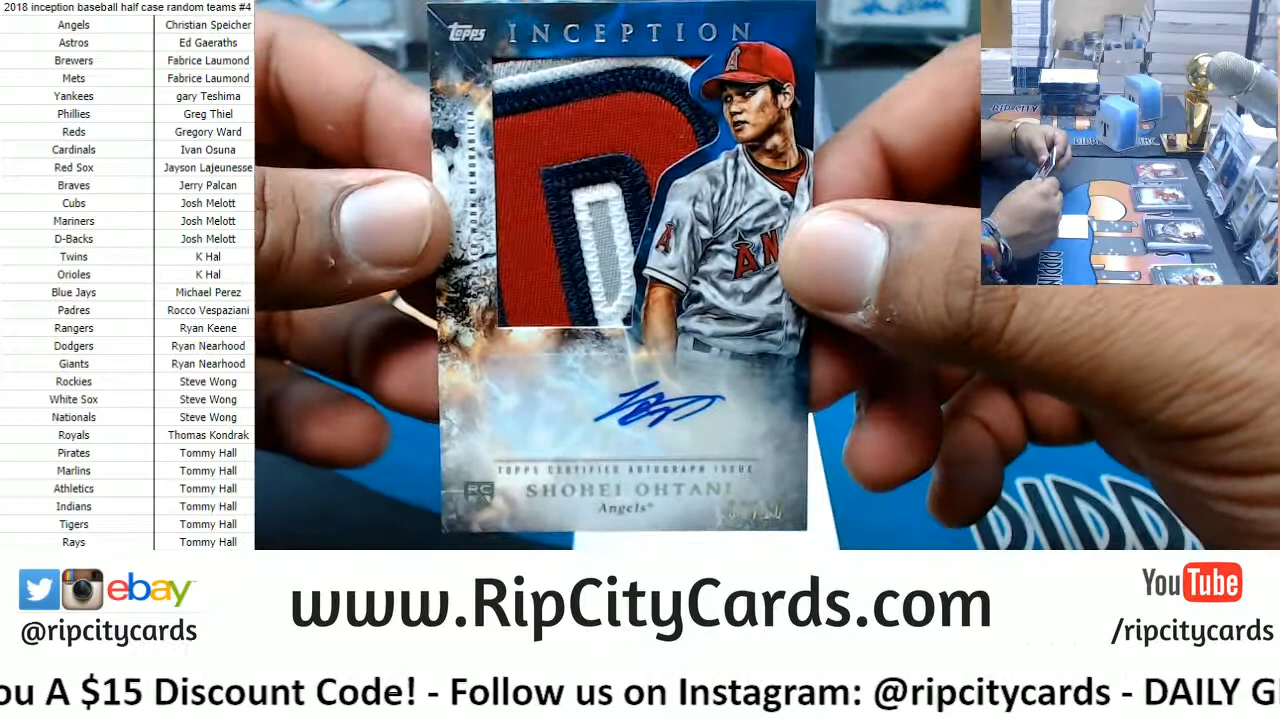 2018 inception baseball half case random teams #4
Angels Christian Speicher
Astros Ed Gaeraths
Brewers Fabrice Laumond
Mets Fabrice Laumond
Yankees gary Teshima
Phillies Greg Thiel
Reds Gregory Ward
Cardinals Ivan Osuna
Red Sox Jayson Lajeunesse
Braves Jerry Palcan
Cubs Josh Melott
Mariners Josh Melott
D-Backs Josh Melott
Twins K Hal
Orioles K Hal
Blue Jays Michael Perez
Padres Rocco Vespaziani
Rangers Ryan Keene
Dodgers Ryan Nearhood
Giants Ryan Nearhood
Rockies Steve Wong
White Sox Steve Wong
Nationals Steve Wong
Royals Thomas Kondrak
Pirates Tommy Hall
Marlins Tommy Hall
Athletics Tommy Hall
Indians Tommy Hall
Tigers Tommy Hall
Rays Tommy Hall
Topps INCEPTION
MEMORABILIA
A
AN
TOPPS CERTIFIED AUTOGRAPH ISSUE
RC SHOHEI OHTANI
Angels
RIP CITY
ebay
@ripcitycards
www.RipCityCards.com
YouTube
/ripcitycards
ou A $15 Discount Code! - Follow us on Instagram: @ripcitycards - DAILY G